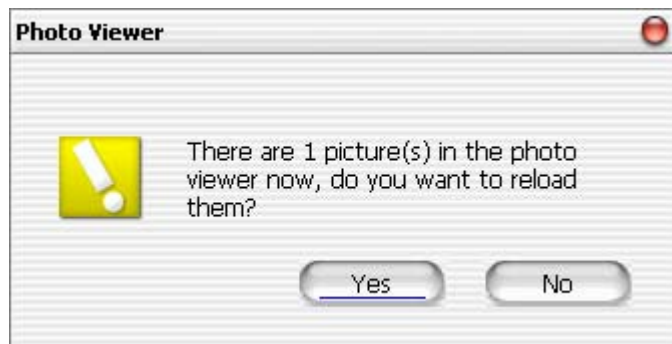 Photo Viewer
There are 1 picture(s) in the photo
viewer now, do you want to reload
them?
Yes
No